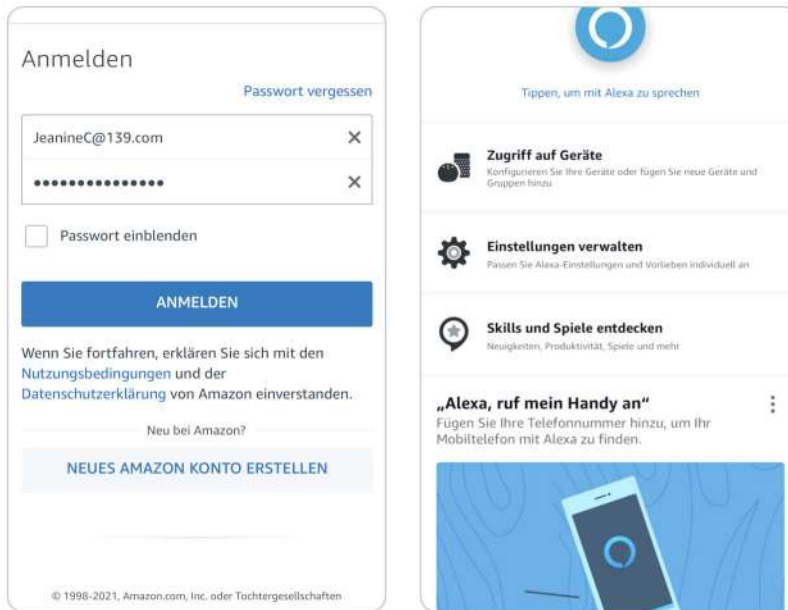 Anmelden
Passwort vergessen
JeanineC@139.com
•••••••••••••••
Passwort einblenden
ANMELDEN
Wenn Sie fortfahren, erklären Sie sich mit den
Nutzungsbedingungen und der
Datenschutzerklärung von Amazon einverstanden.
Neu bei Amazon?
NEUES AMAZON KONTO ERSTELLEN
© 1998-2021, Amazon.com, Inc. oder Tochtergesellschaften
Tippen, um mit Alexa zu sprechen
Zugriff auf Geräte
Konfigurieren Sie Ihre Geräte oder fügen Sie neue Geräte und
Gruppen hinzu
Einstellungen verwalten
Passen Sie Alexa-Einstellungen und Vorlieben individuell an
Skills und Spiele entdecken
Neuigkeiten, Produktivität, Spiele und mehr
„Alexa, ruf mein Handy an“
Fügen Sie Ihre Telefonnummer hinzu, um Ihr
Mobiltelefon mit Alexa zu finden.